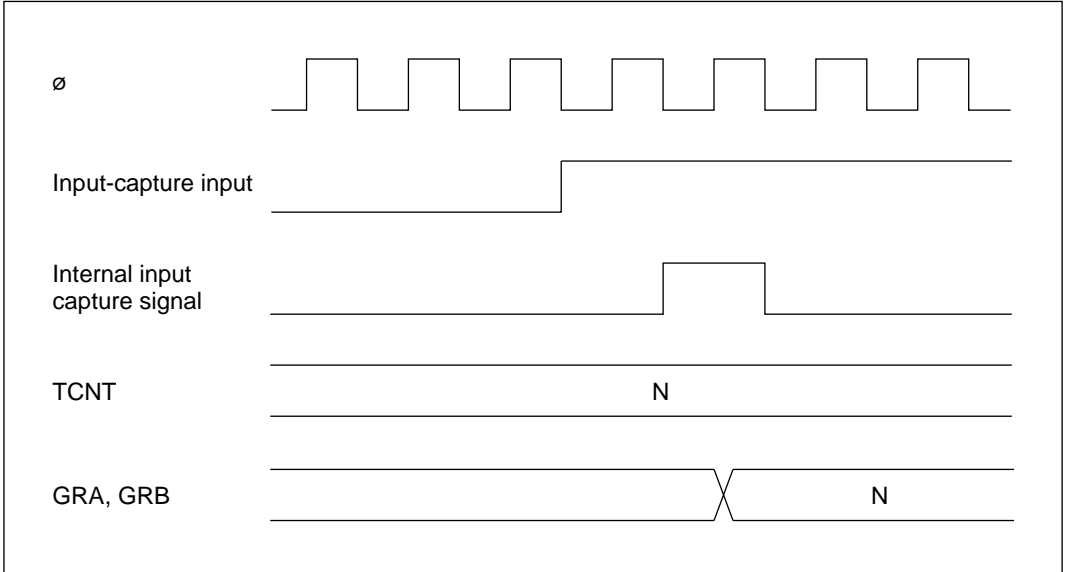 ø
Input-capture input
Internal input
capture signal
TCNT
N
GRA, GRB
N